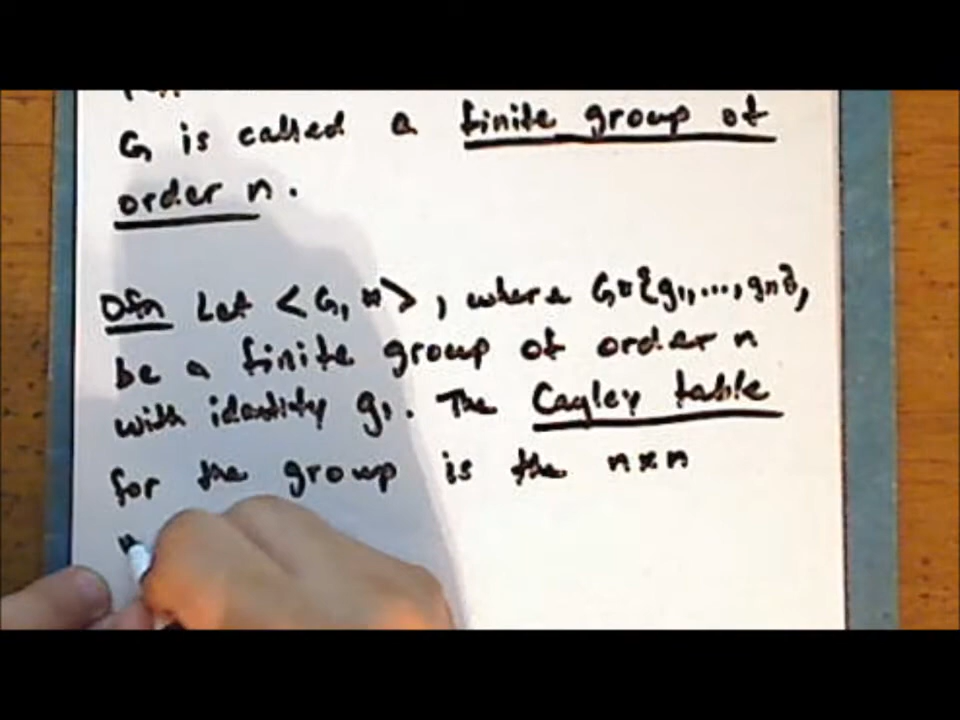 G is called a finite group of
order n.
Dfn Let <G, *>, where G={g₁,...,gn},
be a finite group of order n
with identity g₁. The Cayley table
for the group is the n×n